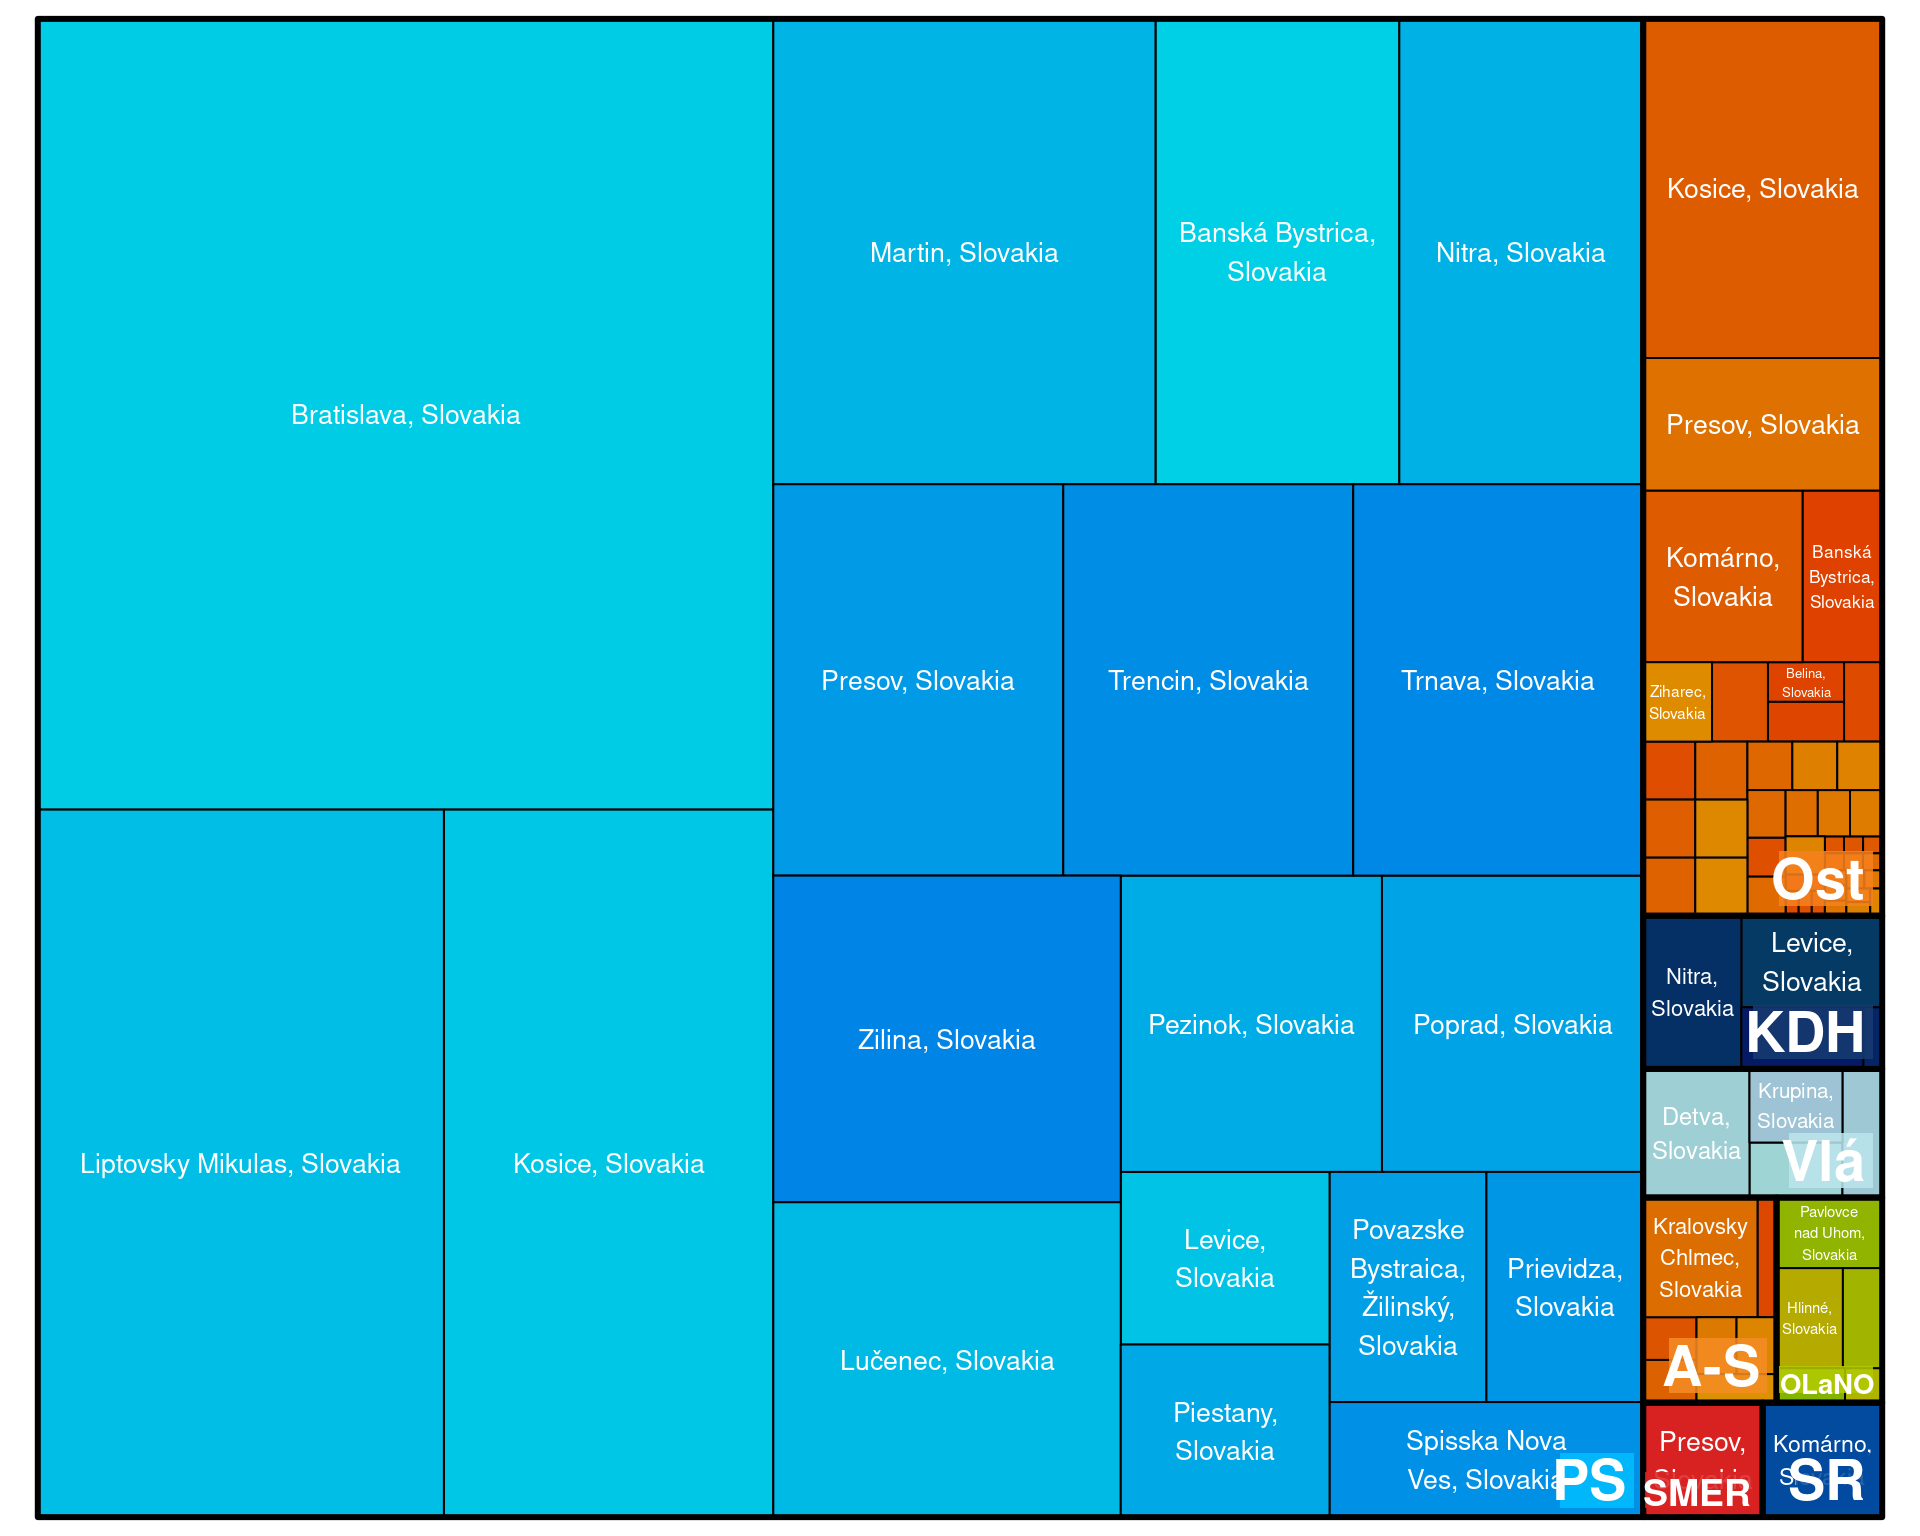 Bratislava, Slovakia
Martin, Slovakia
Banská Bystrica,
Slovakia
Nitra, Slovakia
Presov, Slovakia
Trencin, Slovakia
Trnava, Slovakia
Liptovsky Mikulas, Slovakia
Kosice, Slovakia
Zilina, Slovakia
Pezinok, Slovakia
Poprad, Slovakia
Lučenec, Slovakia
Levice,
Slovakia
Piestany,
Slovakia
Povazske
Bystraica,
Žilinský,
Slovakia
Prievidza,
Slovakia
Spisska Nova
Ves, Slovakia
PS
Kosice, Slovakia
Presov, Slovakia
Komárno,
Slovakia
Banská
Bystrica,
Slovakia
Ziharec,
Slovakia
Belina,
Slovakia
Ost
Nitra,
Slovakia
Levice,
Slovakia
KDH
Detva,
Slovakia
Krupina,
Slovakia
Vlá
Kralovsky
Chlmec,
Slovakia
A-S
Pavlovce
nad Uhom,
Slovakia
Hlinné,
Slovakia
OLaNO
Presov,
SMER
Komárno,
SR